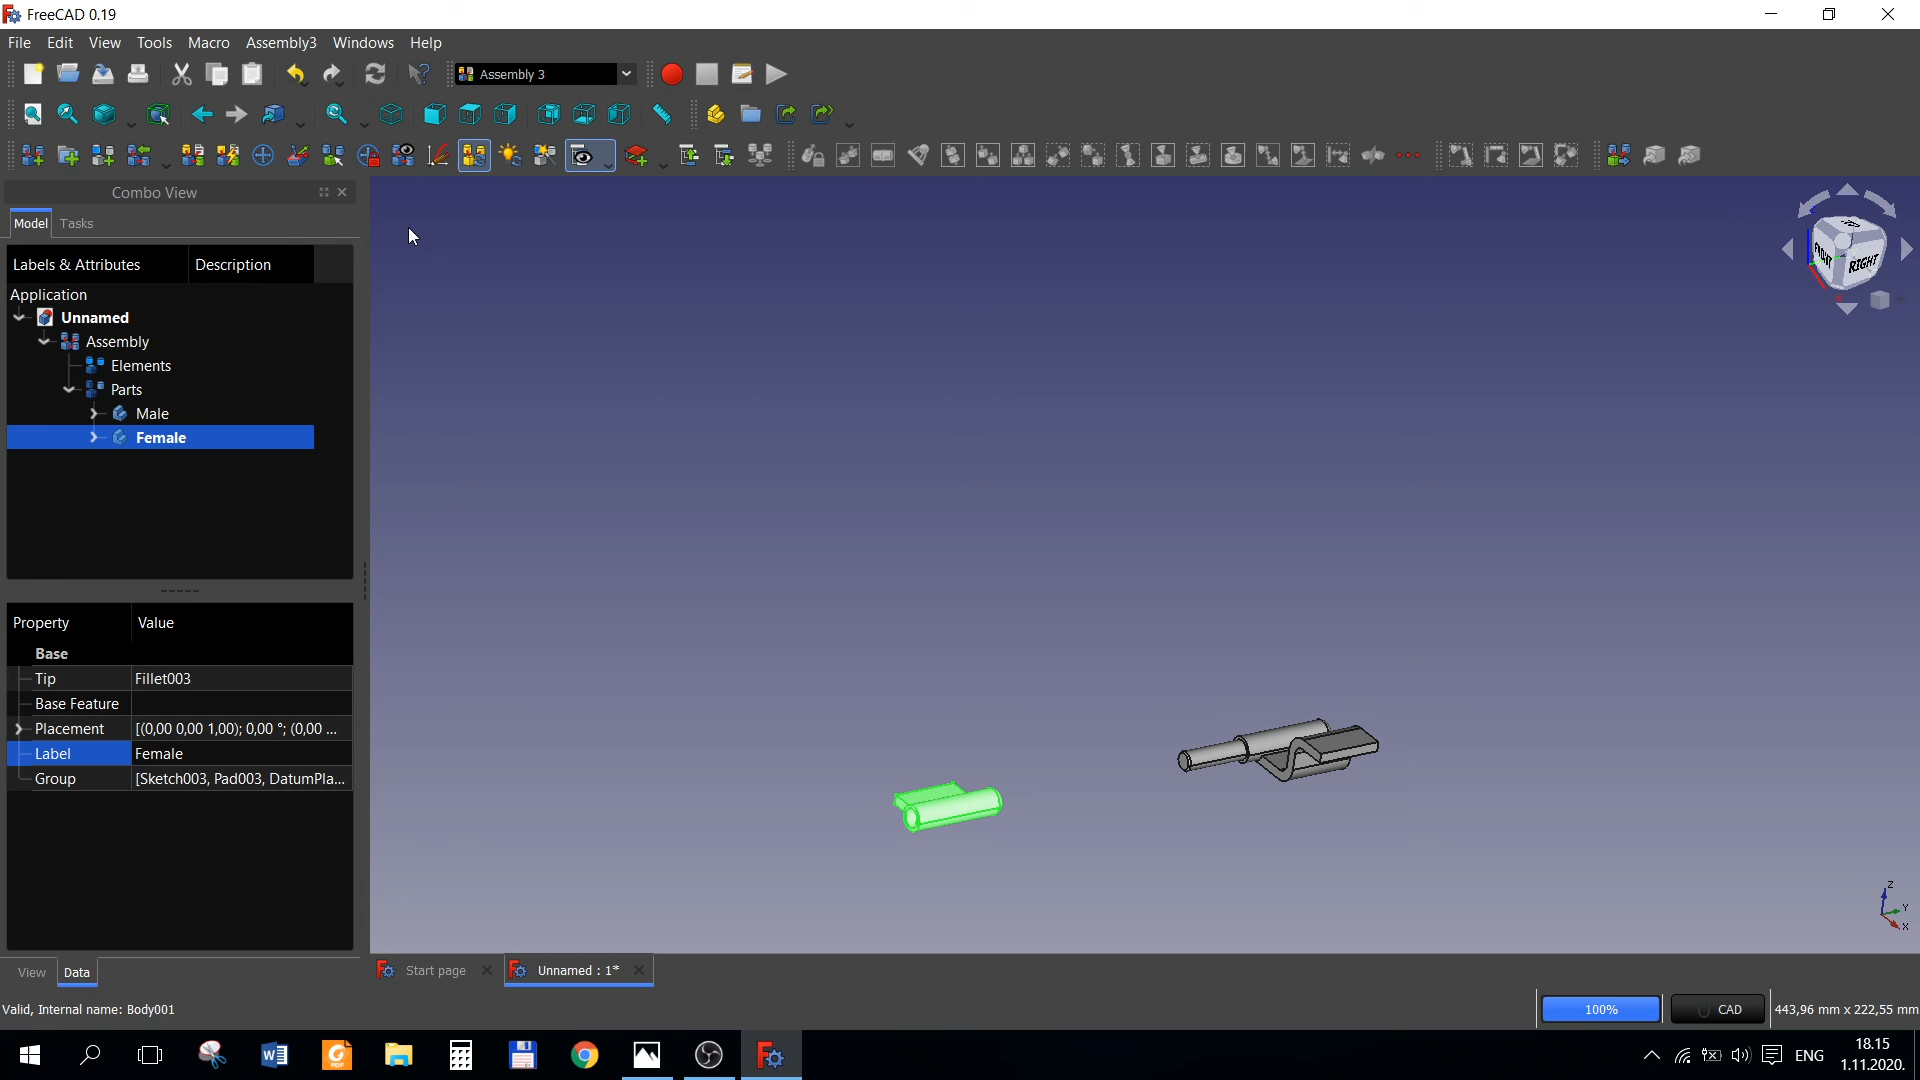 FreeCAD 0.19
File Edit View Tools Macro Assembly3 Windows Help
Assembly 3
Combo View
Model Tasks
Labels & Attributes Description
Application
Unnamed
Assembly
Elements
Parts
Male
Female
Property Value
Base
Tip Fillet003
Base Feature
Placement [(0,00 0,00 1,00); 0,00 °; (0,00 ...
Label Female
Group [Sketch003, Pad003, DatumPla...
View Data
RIGHT
Z
Y
X
Start page
Unnamed : 1*
Valid, Internal name: Body001
100%
CAD
443,96 mm x 222,55 mm
PDF
ENG
18.15
1.11.2020.